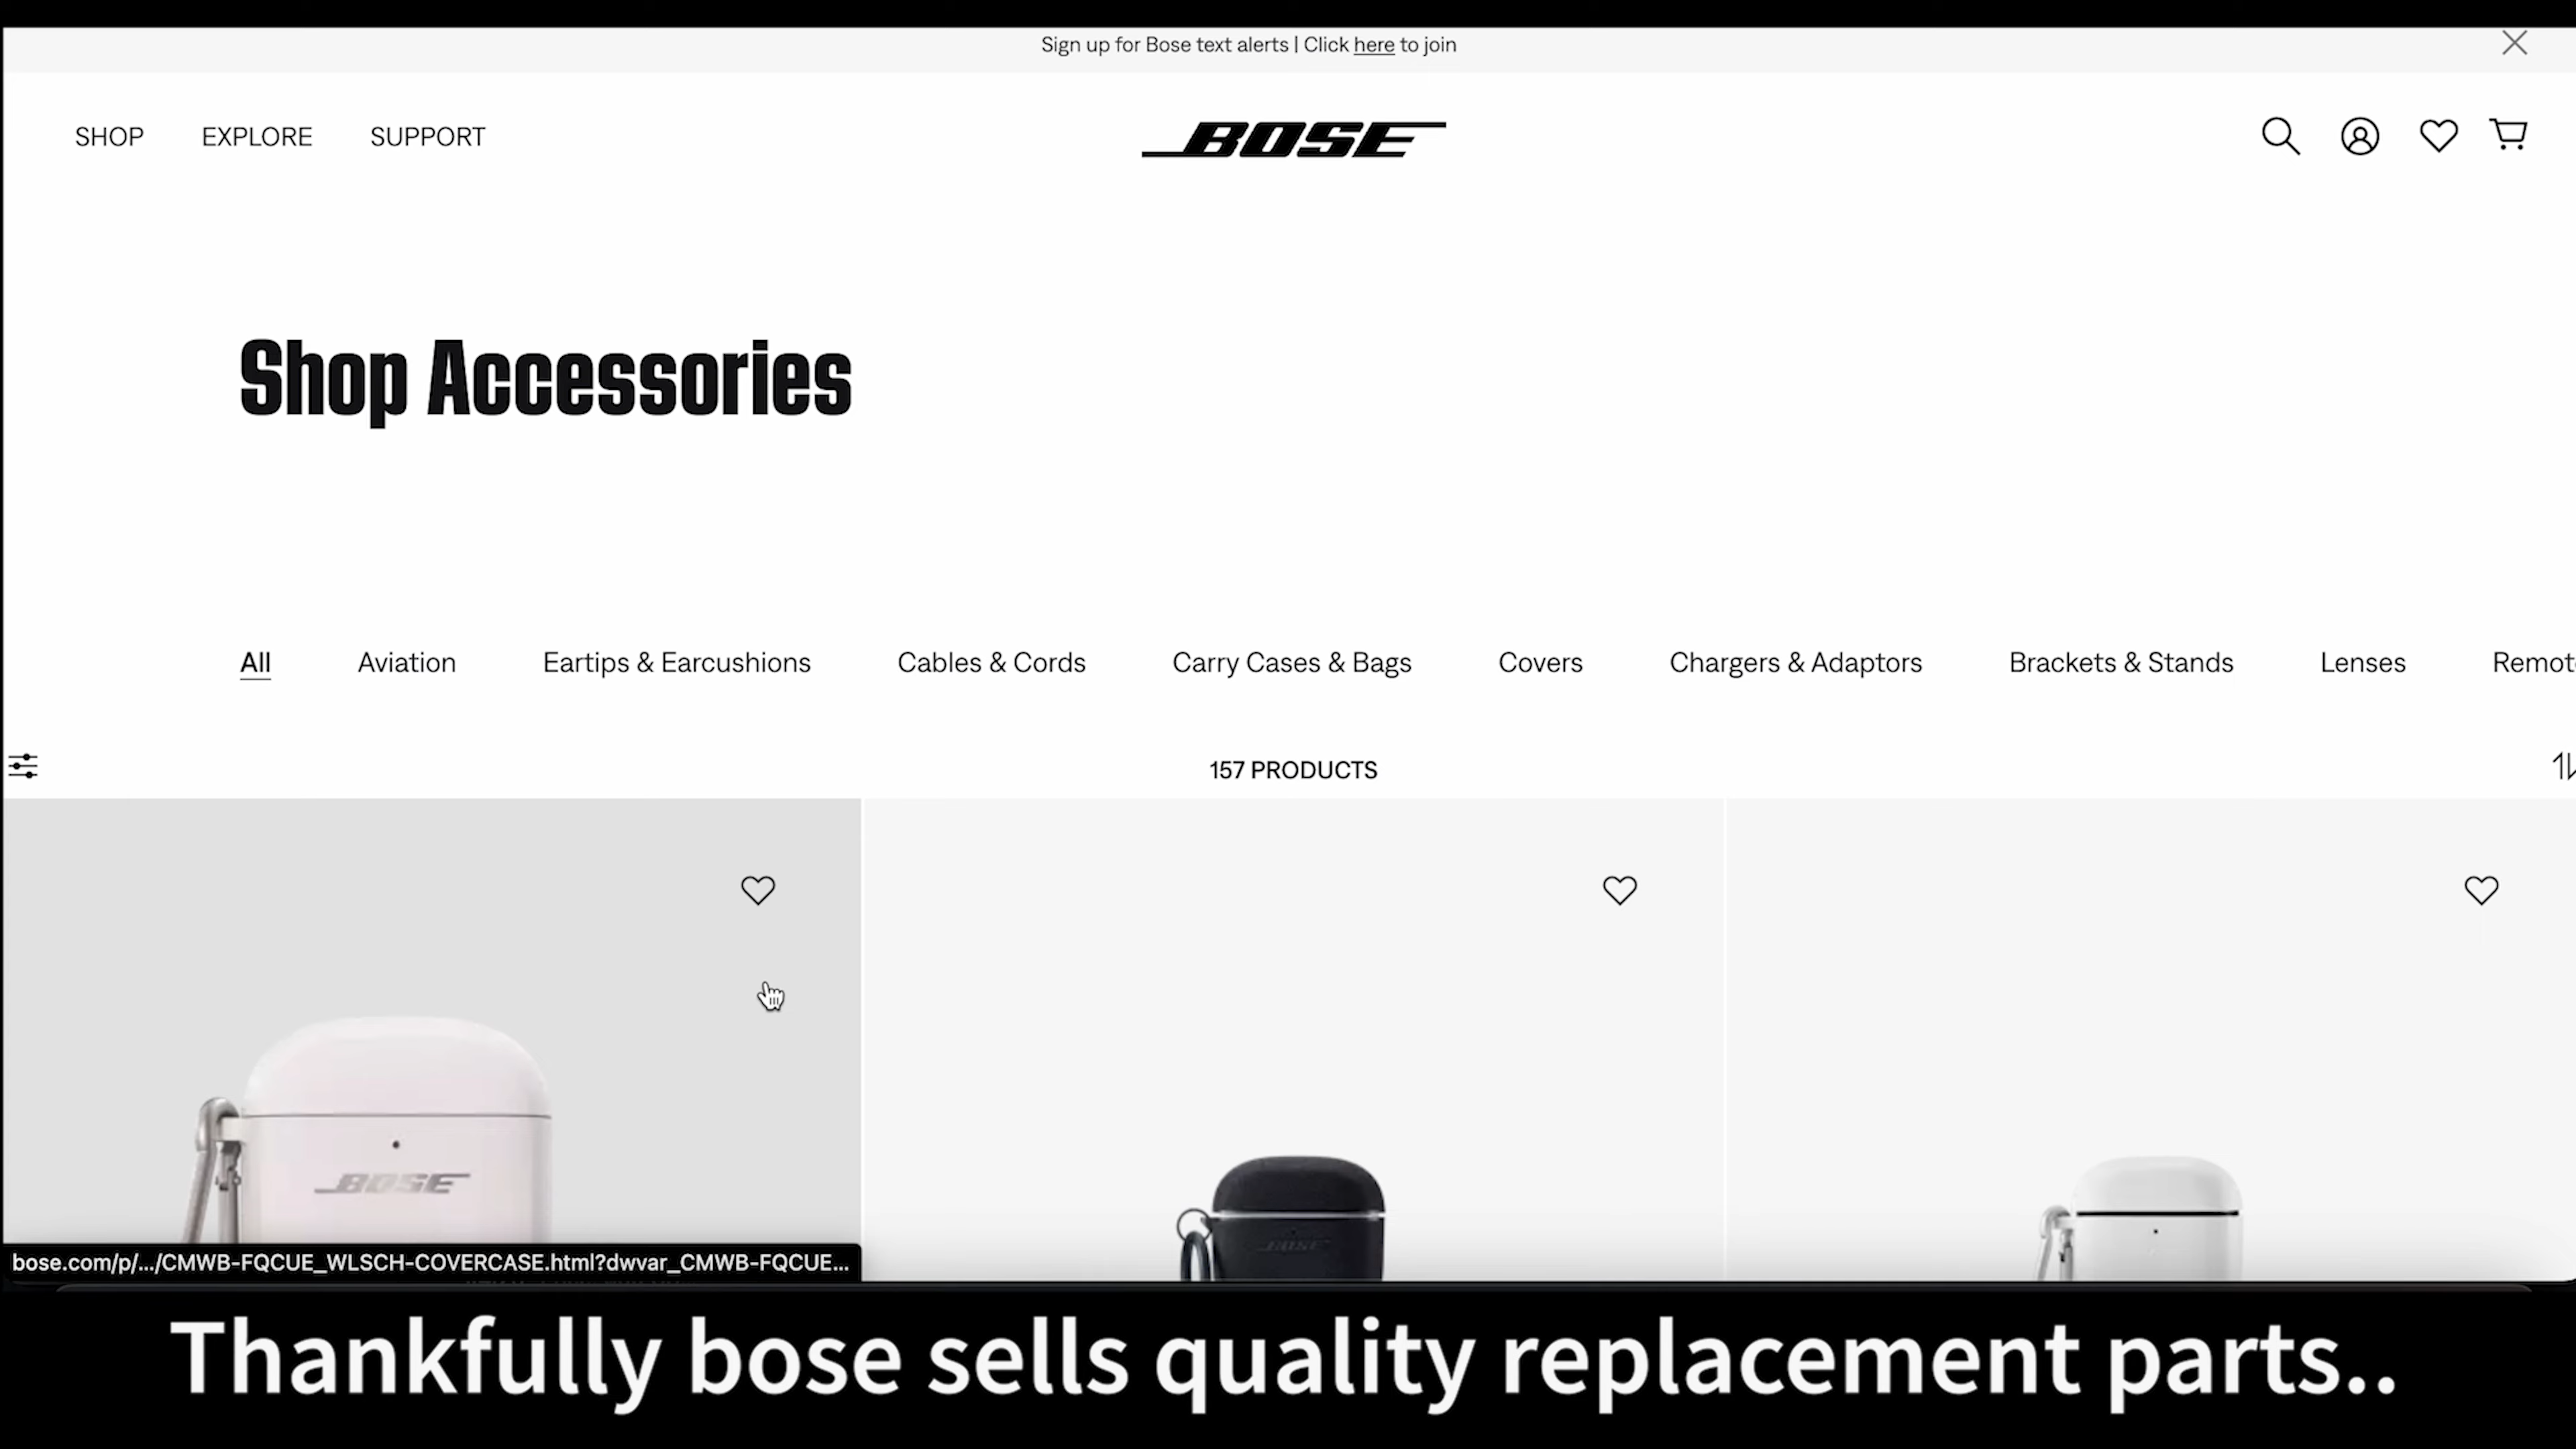 Sign up for Bose text alerts | Click here to join
SHOP
EXPLORE
SUPPORT
BOSE
Shop Accessories
All
Aviation
Eartips & Earcushions
Cables & Cords
Carry Cases & Bags
Covers
Chargers & Adaptors
Brackets & Stands
Lenses
Remot
157 PRODUCTS
BOSE
BOSE
bose.com/p/.../CMWB-FQCUE_WLSCH-COVERCASE.html?dwvar_CMWB-FQCUE...
Thankfully bose sells quality replacement parts..